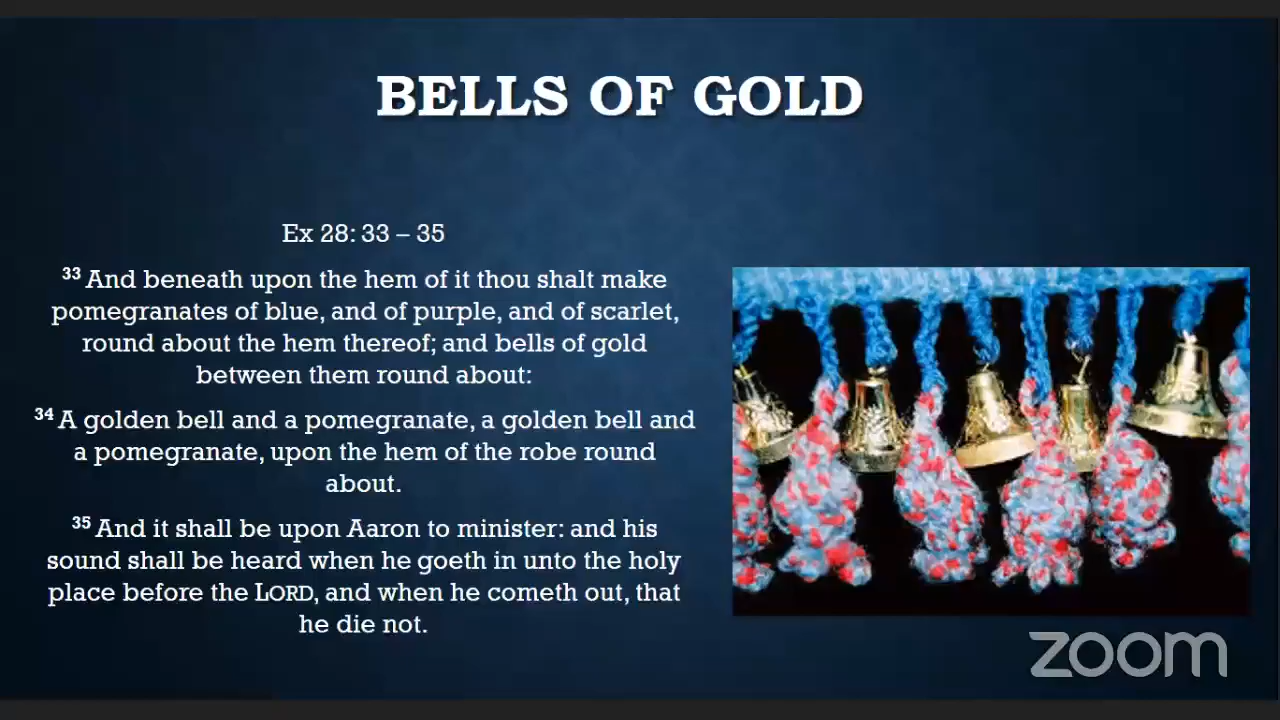 BELLS OF GOLD
Ex 28: 33 – 35
33 And beneath upon the hem of it thou shalt make
pomegranates of blue, and of purple, and of scarlet,
round about the hem thereof; and bells of gold
between them round about:
34 A golden bell and a pomegranate, a golden bell and
a pomegranate, upon the hem of the robe round
about.
35 And it shall be upon Aaron to minister: and his
sound shall be heard when he goeth in unto the holy
place before the LORD, and when he cometh out, that
he die not.
zoom